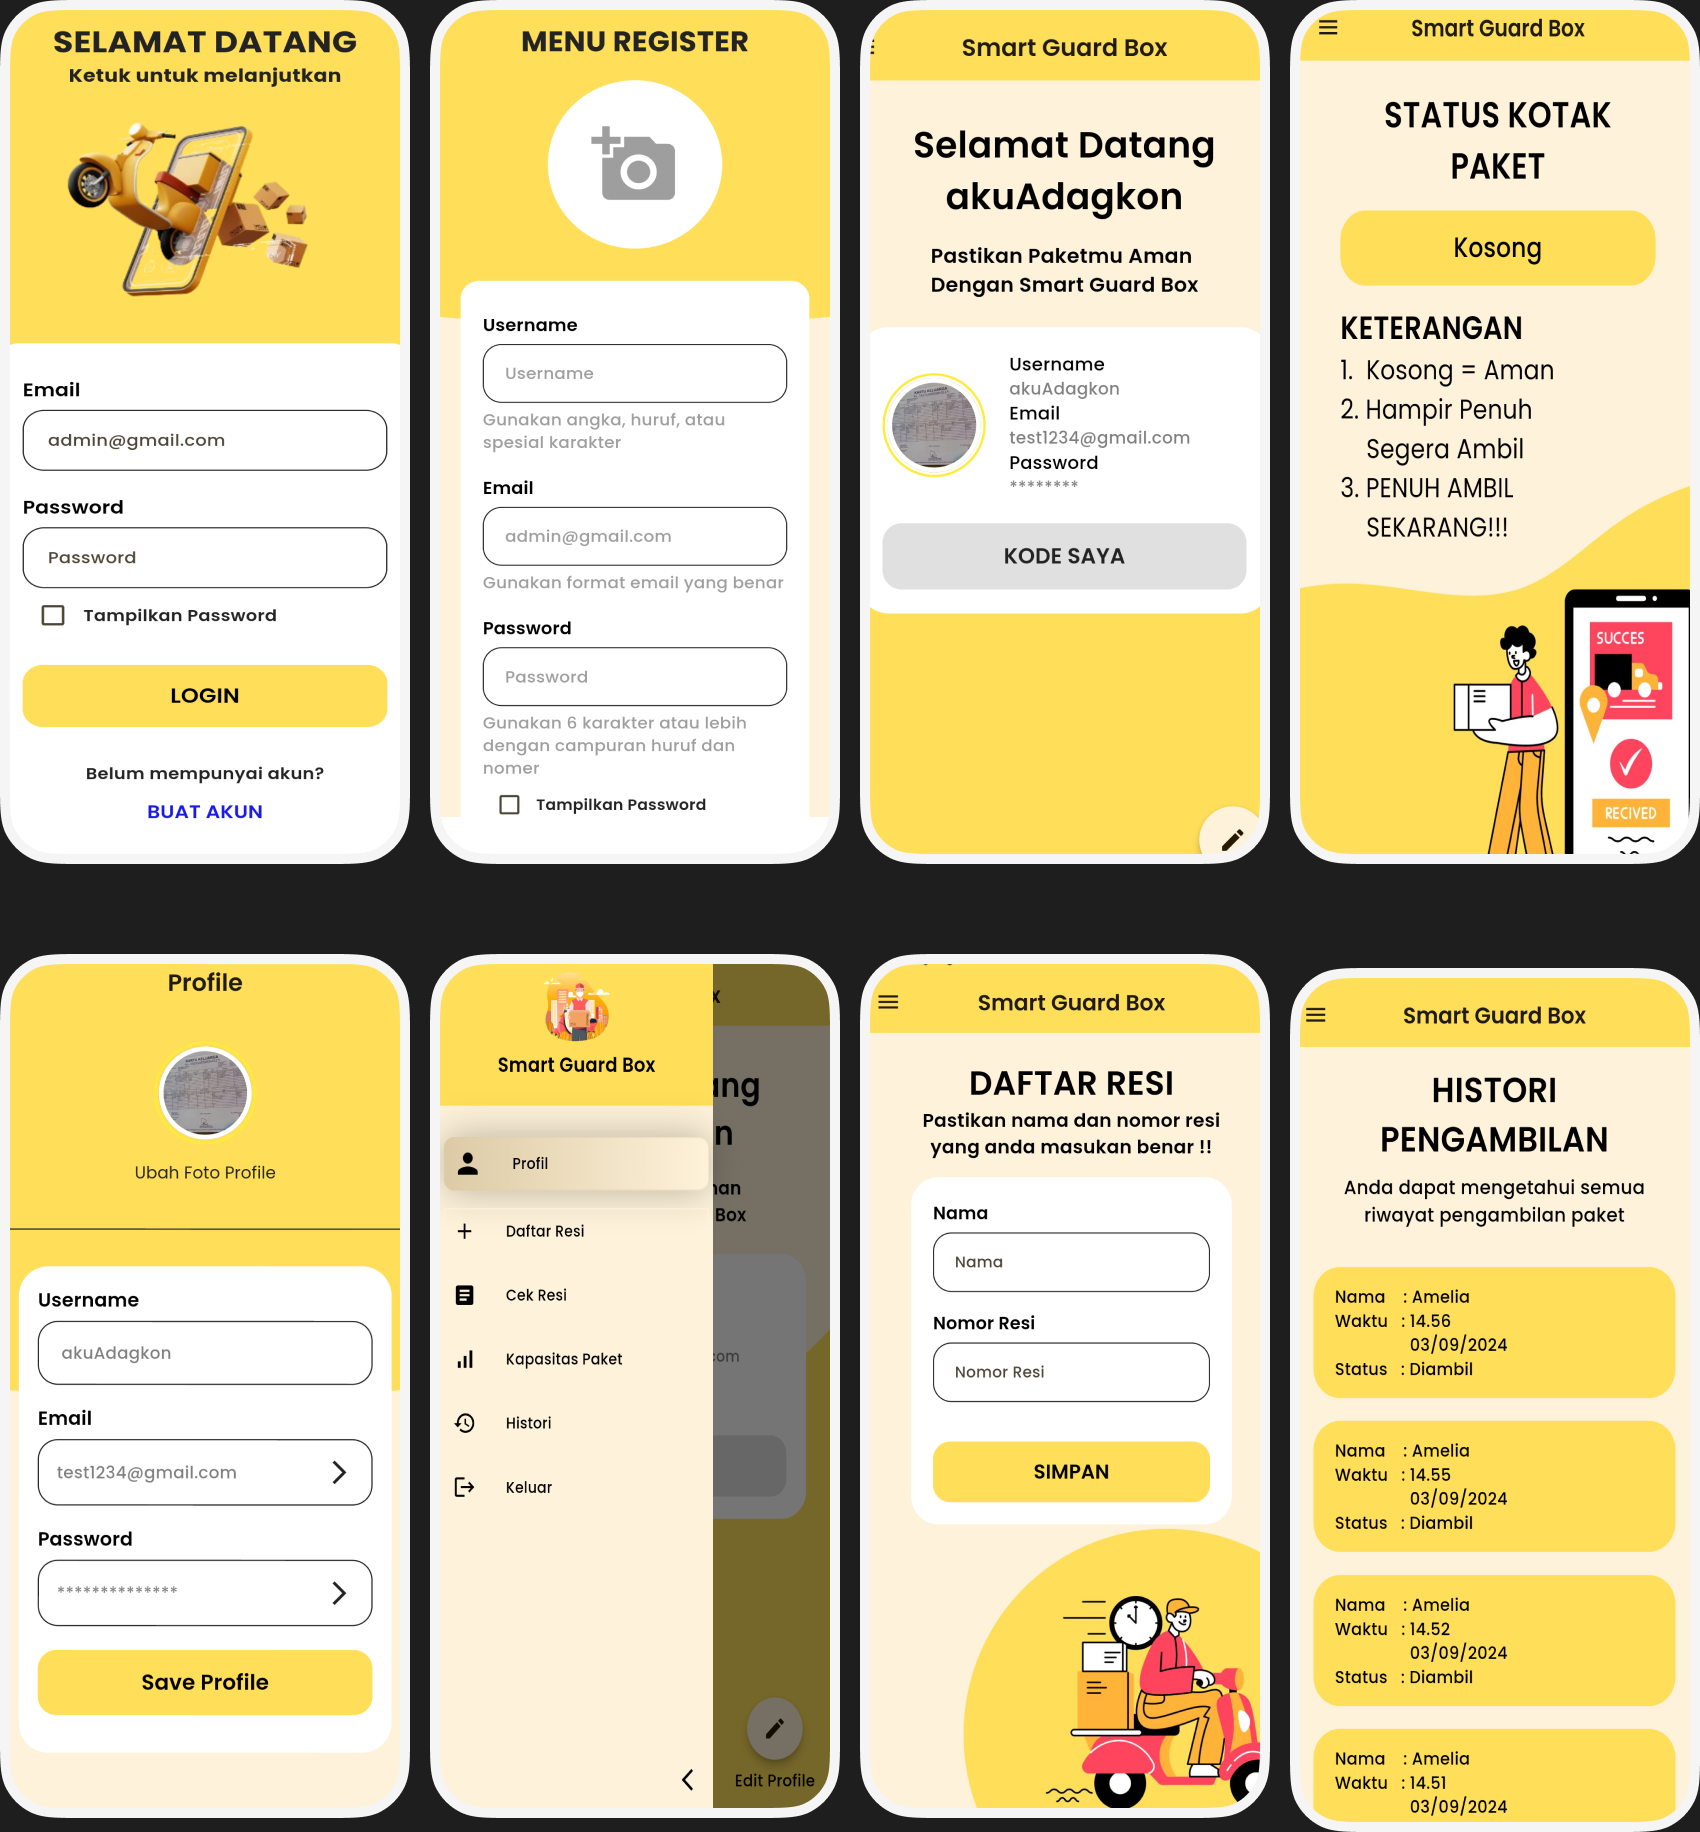 SELAMAT DATANG
Ketuk untuk melanjutkan
Email
admin@gmail.com
Password
Password
Tampilkan Password
LOGIN
Belum mempunyai akun?
BUAT AKUN
MENU REGISTER
Username
Username
Gunakan angka, huruf, atau
spesial karakter
Email
admin@gmail.com
Gunakan format email yang benar
Password
Password
Gunakan 6 karakter atau lebih
dengan campuran huruf dan
nomer
Tampilkan Password
Smart Guard Box
Selamat Datang
akuAdagkon
Pastikan Paketmu Aman
Dengan Smart Guard Box
Username
akuAdagkon
Email
test1234@gmail.com
Password
********
KODE SAYA
Smart Guard Box
STATUS KOTAK
PAKET
Kosong
KETERANGAN
1. Kosong = Aman
2. Hampir Penuh
Segera Ambil
3. PENUH AMBIL
SEKARANG!!!
SUCCES
RECIVED
Profile
Ubah Foto Profile
Username
akuAdagkon
Email
test1234@gmail.com
Password
**************
Save Profile
Smart Guard Box
Profil
Daftar Resi
Cek Resi
Kapasitas Paket
Histori
Keluar
x
ang
n
nan
Box
com
Edit Profile
Smart Guard Box
DAFTAR RESI
Pastikan nama dan nomor resi
yang anda masukan benar !!
Nama
Nama
Nomor Resi
Nomor Resi
SIMPAN
Smart Guard Box
HISTORI
PENGAMBILAN
Anda dapat mengetahui semua
riwayat pengambilan paket
Nama : Amelia
Waktu : 14.56
03/09/2024
Status : Diambil
Nama : Amelia
Waktu : 14.55
03/09/2024
Status : Diambil
Nama : Amelia
Waktu : 14.52
03/09/2024
Status : Diambil
Nama : Amelia
Waktu : 14.51
03/09/2024